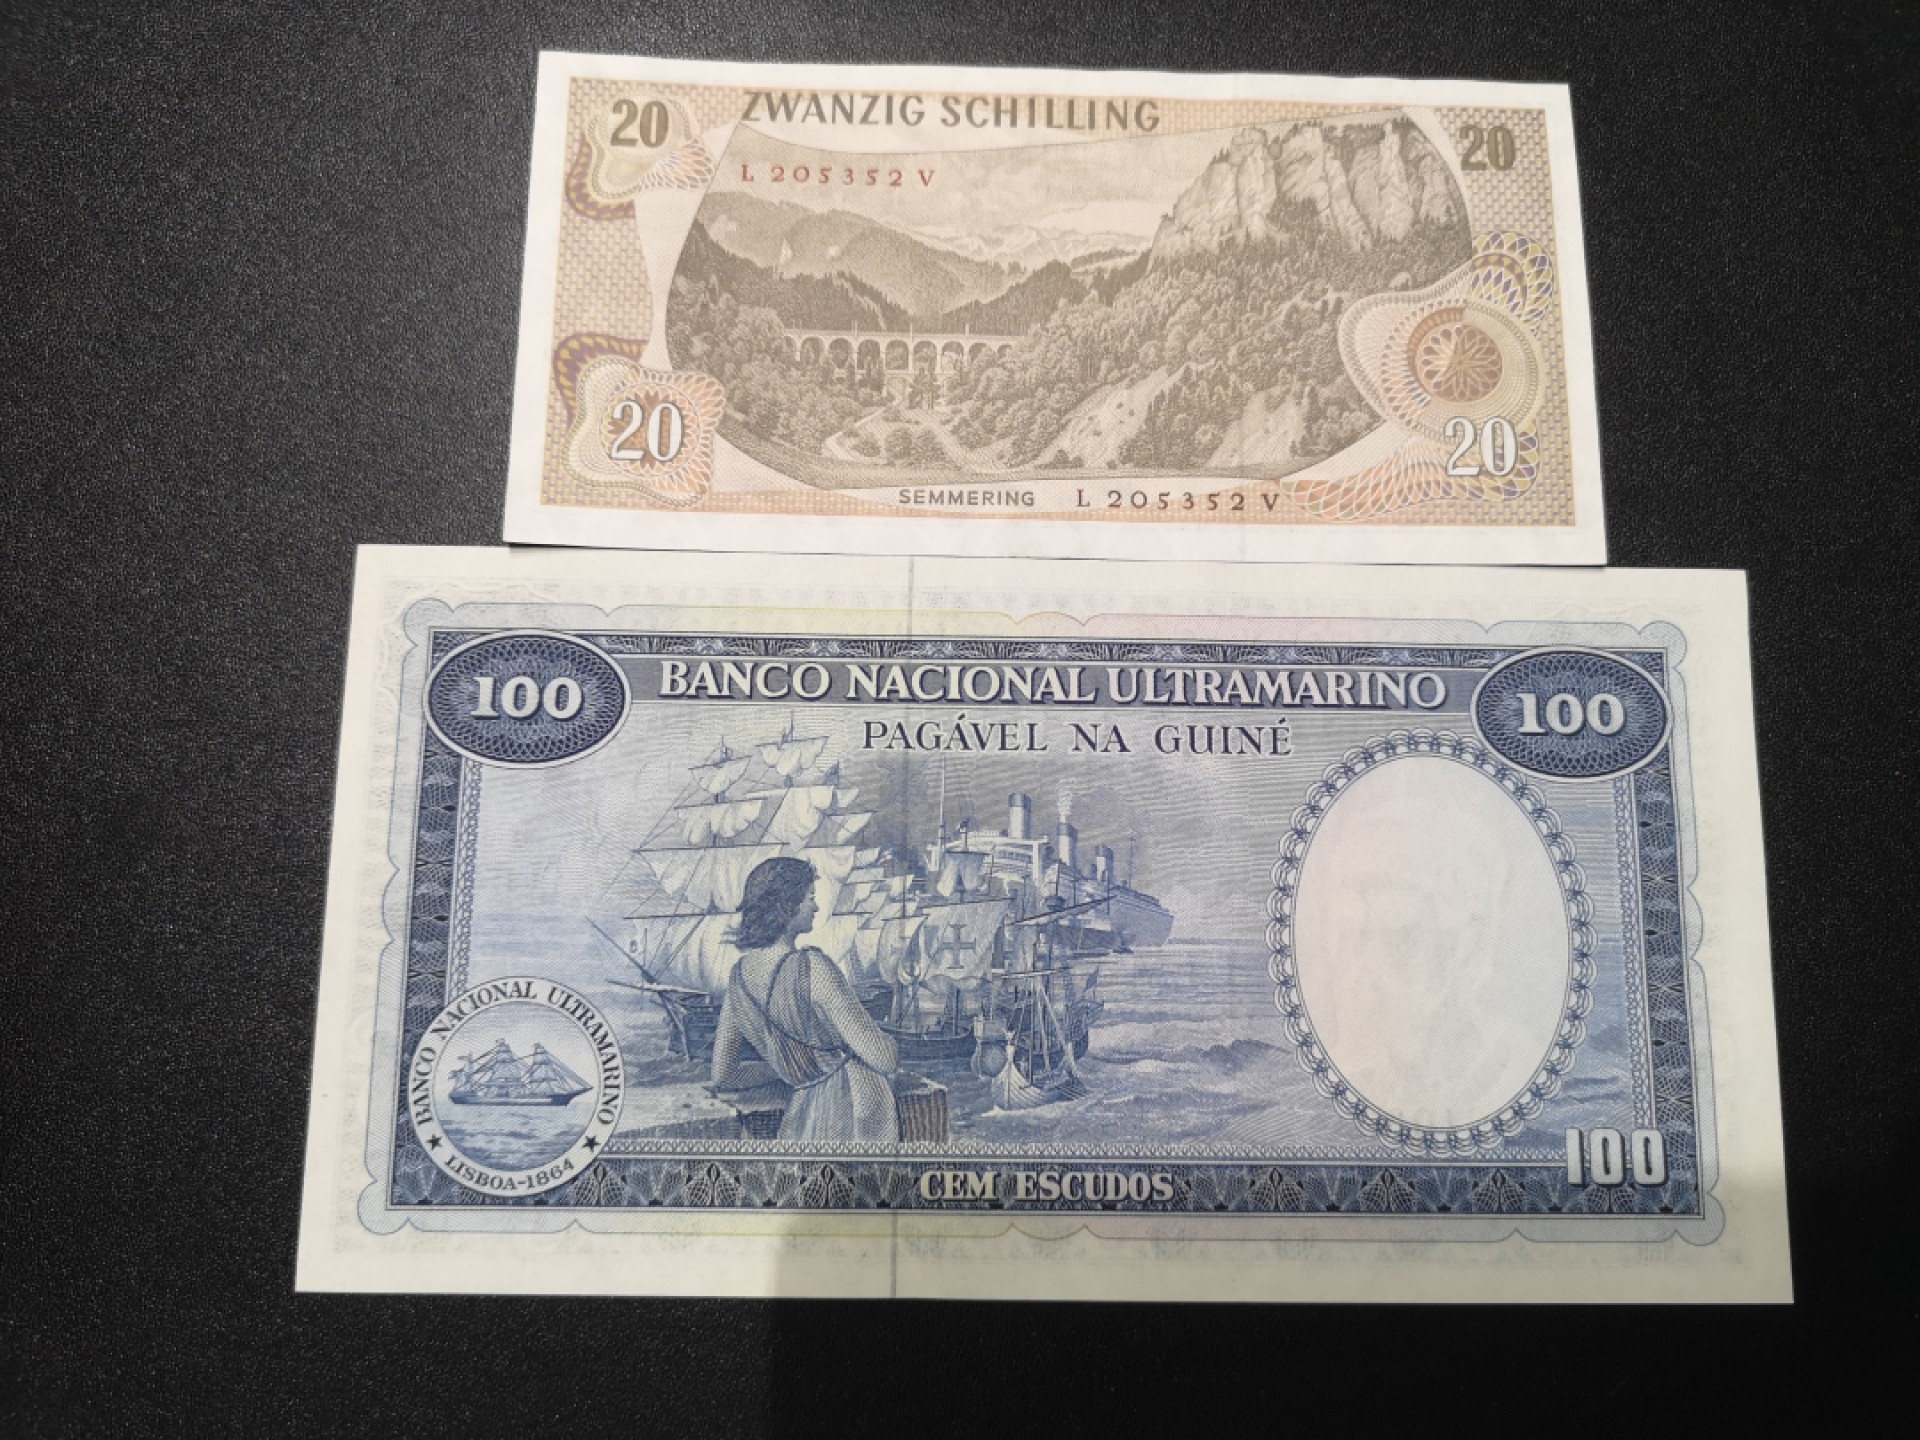 20 ZWANZIG SCHILLING 20
L 205352 V
20 20
SEMMERING L 205352 V
100 BANCO NACIONAL ULTRAMARINO 100
PAGÁVEL NA GUINÉ
BANCO NACIONAL ULTRAMARINO
★ LISBOA-1864 ★
100
CEM ESCUDOS